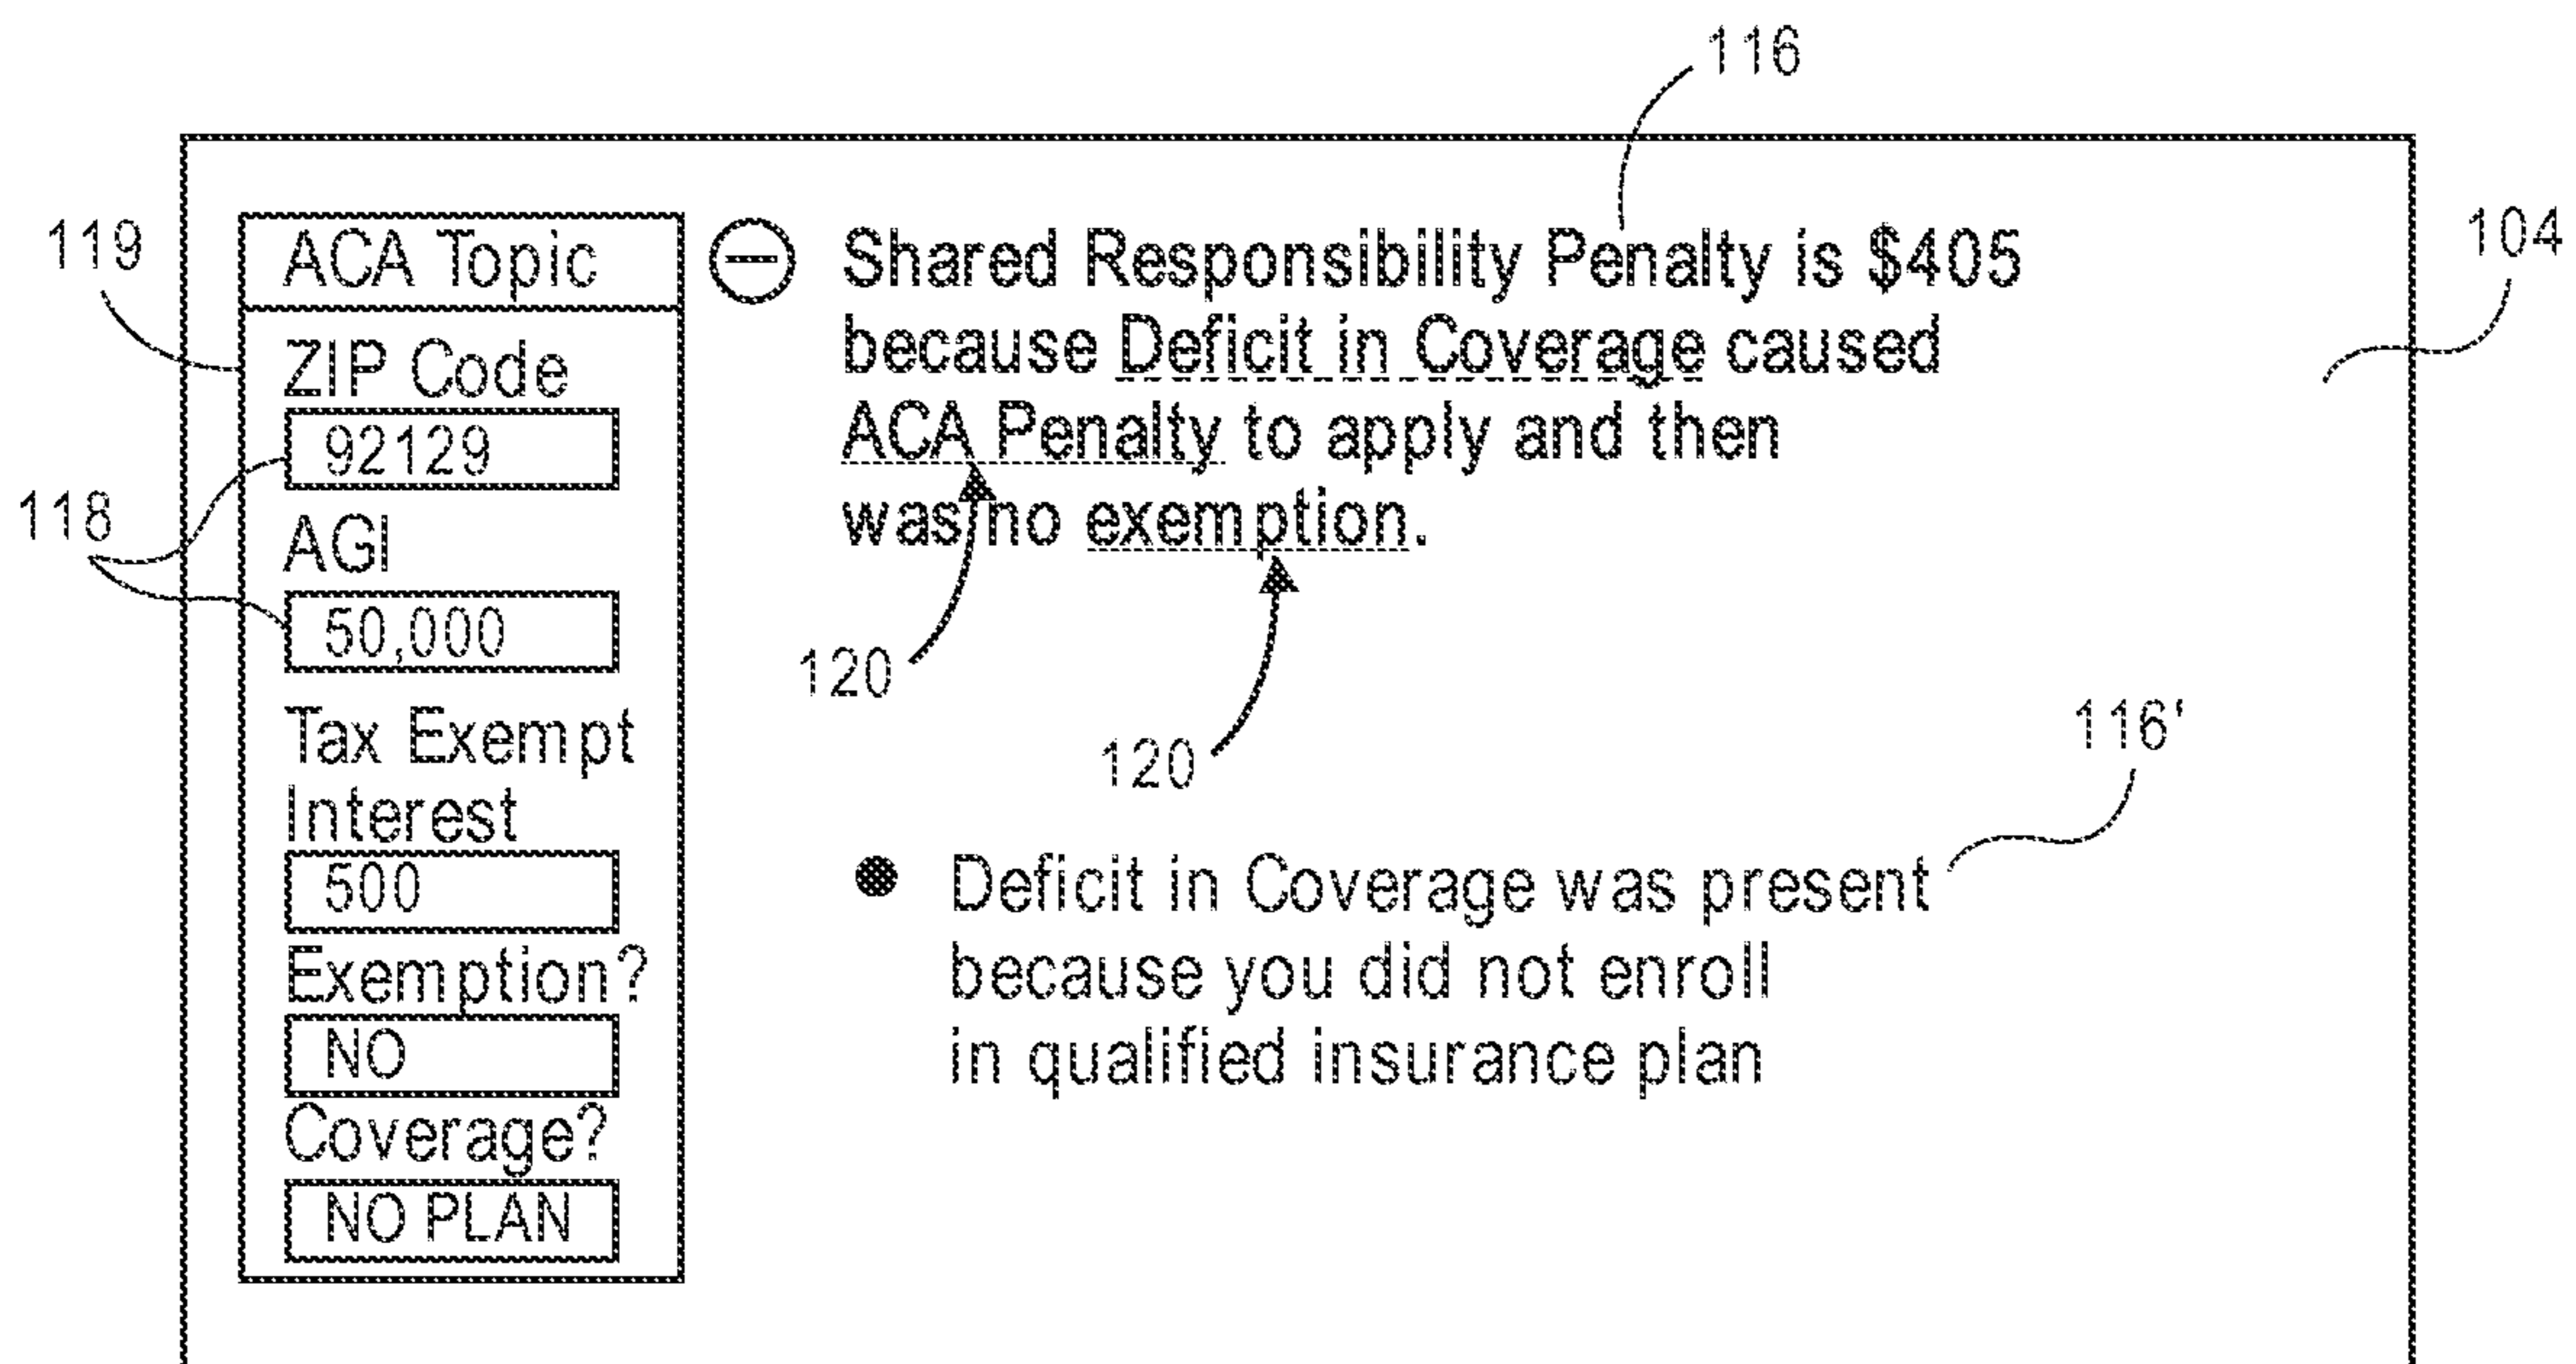 116
119
104
ACA Topic
ZIP Code
92129
118
AGI
50,000
Tax Exempt
Interest
500
Exemption?
NO
Coverage?
NO PLAN
Shared Responsibility Penalty is $405
because Deficit in Coverage caused
ACA Penalty to apply and then
was no exemption.
120
120
116'
Deficit in Coverage was present
because you did not enroll
in qualified insurance plan